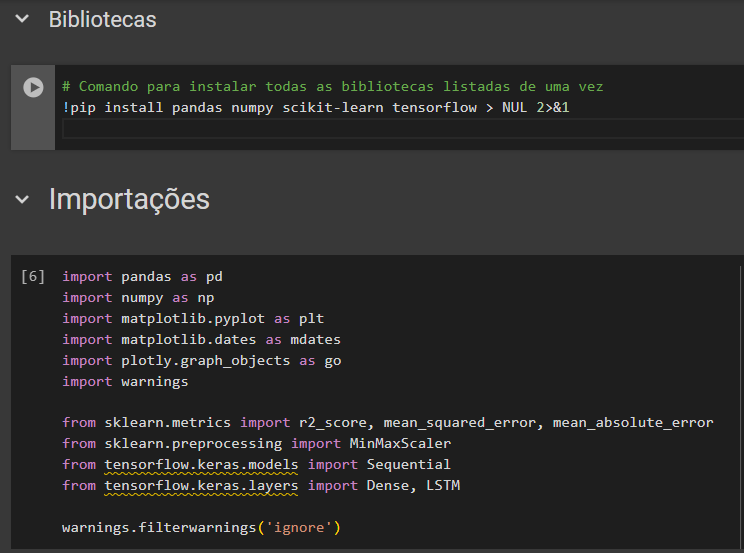 Bibliotecas
# Comando para instalar todas as bibliotecas listadas de uma vez
!pip install pandas numpy scikit-learn tensorflow > NUL 2>&1
Importações
[6]
import pandas as pd
import numpy as np
import matplotlib.pyplot as plt
import matplotlib.dates as mdates
import plotly.graph_objects as go
import warnings
from sklearn.metrics import r2_score, mean_squared_error, mean_absolute_error
from sklearn.preprocessing import MinMaxScaler
from tensorflow.keras.models import Sequential
from tensorflow.keras.layers import Dense, LSTM
warnings.filterwarnings('ignore')